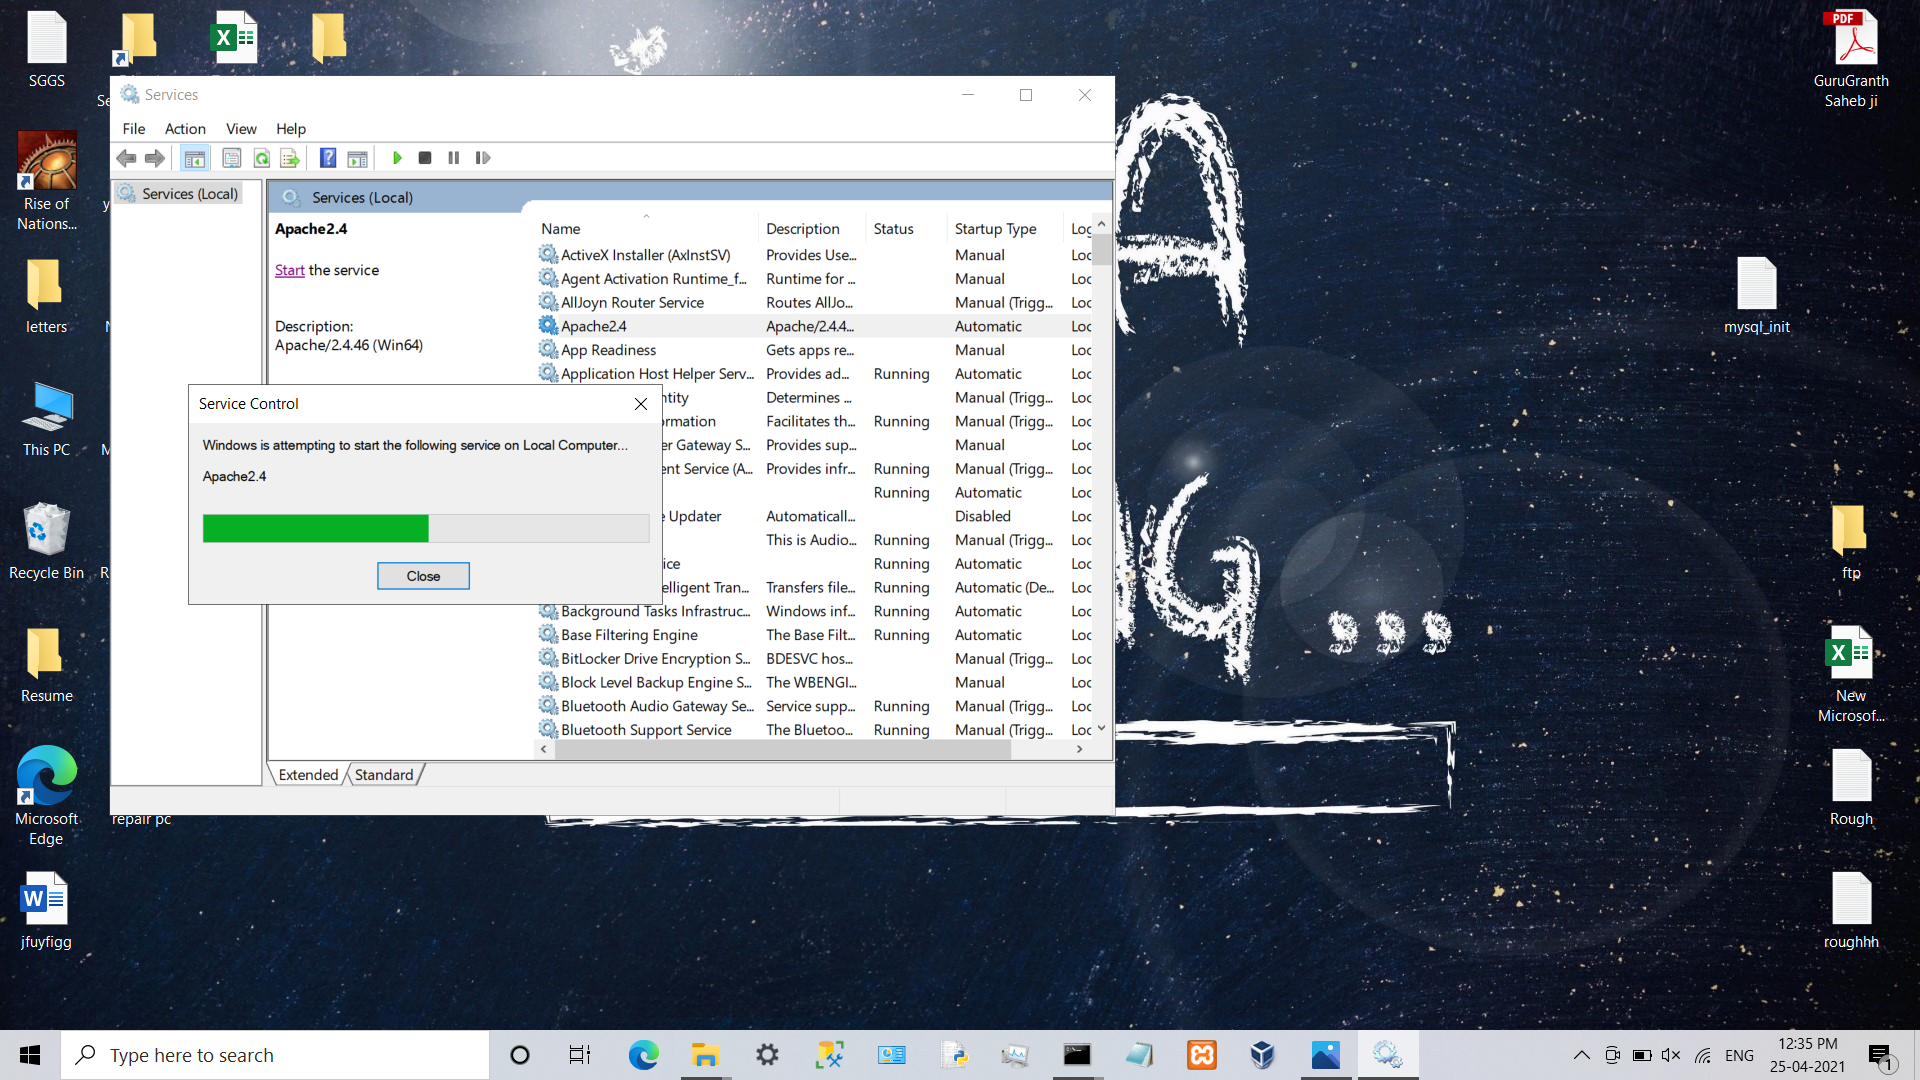 SGGS
GuruGranth
Saheb ji
Services
File Action View Help
Services (Local)
Services (Local)
Apache2.4
Start the service
Description:
Apache/2.4.46 (Win64)
Name Description Status Startup Type Log
ActiveX Installer (AxInstSV) Provides Use... Manual Loc
Agent Activation Runtime_f... Runtime for ... Manual Loc
AllJoyn Router Service Routes AllJo... Manual (Trigg... Loc
Apache2.4 Apache/2.4.4... Automatic Loc
App Readiness Gets apps re... Manual Loc
Application Host Helper Serv... Provides ad... Running Automatic Loc
ntity Determines ... Manual (Trigg... Loc
rmation Facilitates th... Running Manual (Trigg... Loc
er Gateway S... Provides sup... Manual Loc
ent Service (A... Provides infr... Running Manual (Trigg... Loc
Running Automatic Loc
e Updater Automaticall... Disabled Loc
This is Audio... Running Manual (Trigg... Loc
ice Running Automatic Loc
elligent Tran... Transfers file... Running Automatic (De... Loc
Background Tasks Infrastruc... Windows inf... Running Automatic Loc
Base Filtering Engine The Base Filt... Running Automatic Loc
BitLocker Drive Encryption S... BDESVC hos... Manual (Trigg... Loc
Block Level Backup Engine S... The WBENGI... Manual Loc
Bluetooth Audio Gateway Se... Service supp... Running Manual (Trigg... Loc
Bluetooth Support Service The Bluetoo... Running Manual (Trigg... Loc
Extended Standard
Service Control
Windows is attempting to start the following service on Local Computer...
Apache2.4
Close
Rise of
Nations...
letters
This PC
Recycle Bin
Resume
Microsoft
Edge
repair pc
jfuyfigg
mysql_init
ftp
New
Microsof...
Rough
roughhh
Type here to search
ENG
12:35 PM
25-04-2021
1